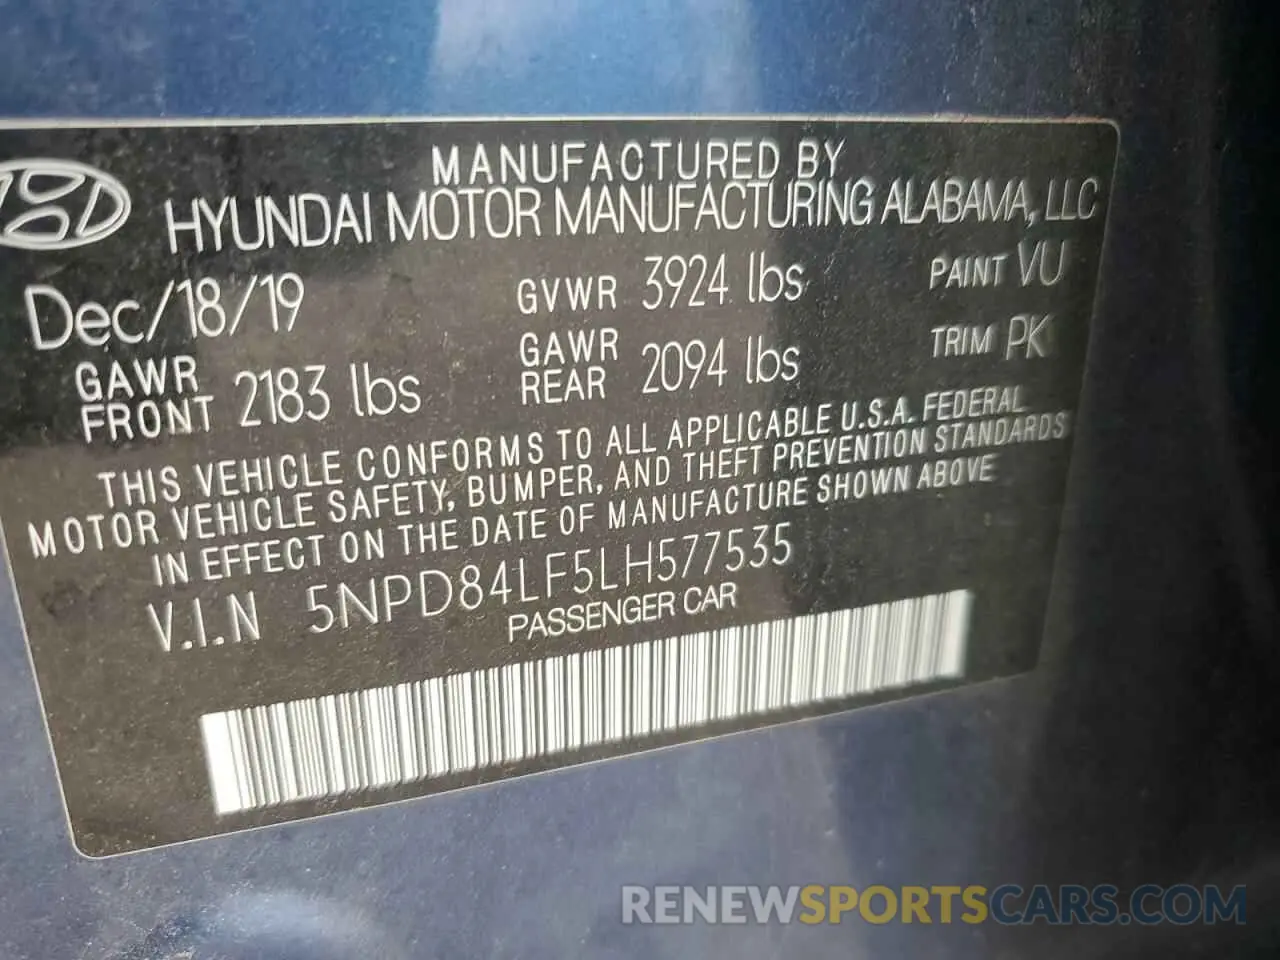 MANUFACTURED BY
HYUNDAI MOTOR MANUFACTURING ALABAMA, LLC
Dec/18/19 GVWR 3924 lbs PAINT VU
GAWR FRONT 2183 lbs GAWR REAR 2094 lbs TRIM PK
THIS VEHICLE CONFORMS TO ALL APPLICABLE U.S.A. FEDERAL
MOTOR VEHICLE SAFETY, BUMPER, AND THEFT PREVENTION STANDARDS
IN EFFECT ON THE DATE OF MANUFACTURE SHOWN ABOVE
V.I.N 5NPD84LF5LH577535
PASSENGER CAR
RENEWSPORTSCARS.COM